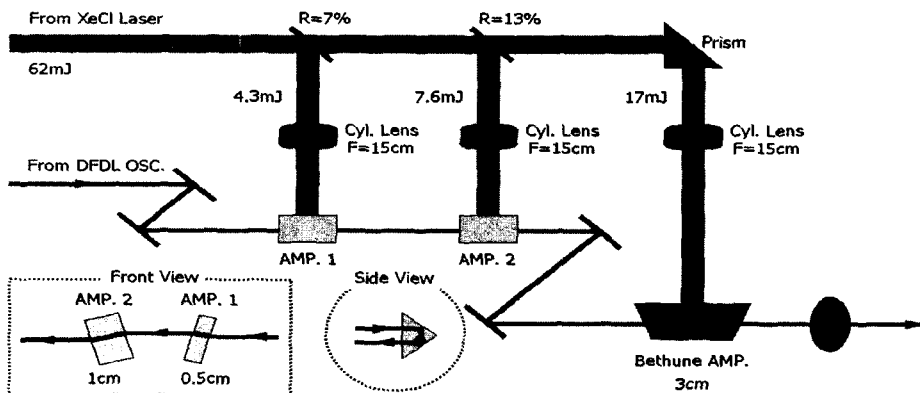 From XeCl Laser
R=7%
R=13%
Prism
62mJ
4.3mJ
7.6mJ
17mJ
Cyl. Lens
F=15cm
Cyl. Lens
F=15cm
Cyl. Lens
F=15cm
From DFDL OSC.
AMP. 1
AMP. 2
Front View
AMP. 2
AMP. 1
1cm
0.5cm
Side View
Bethune AMP.
3cm